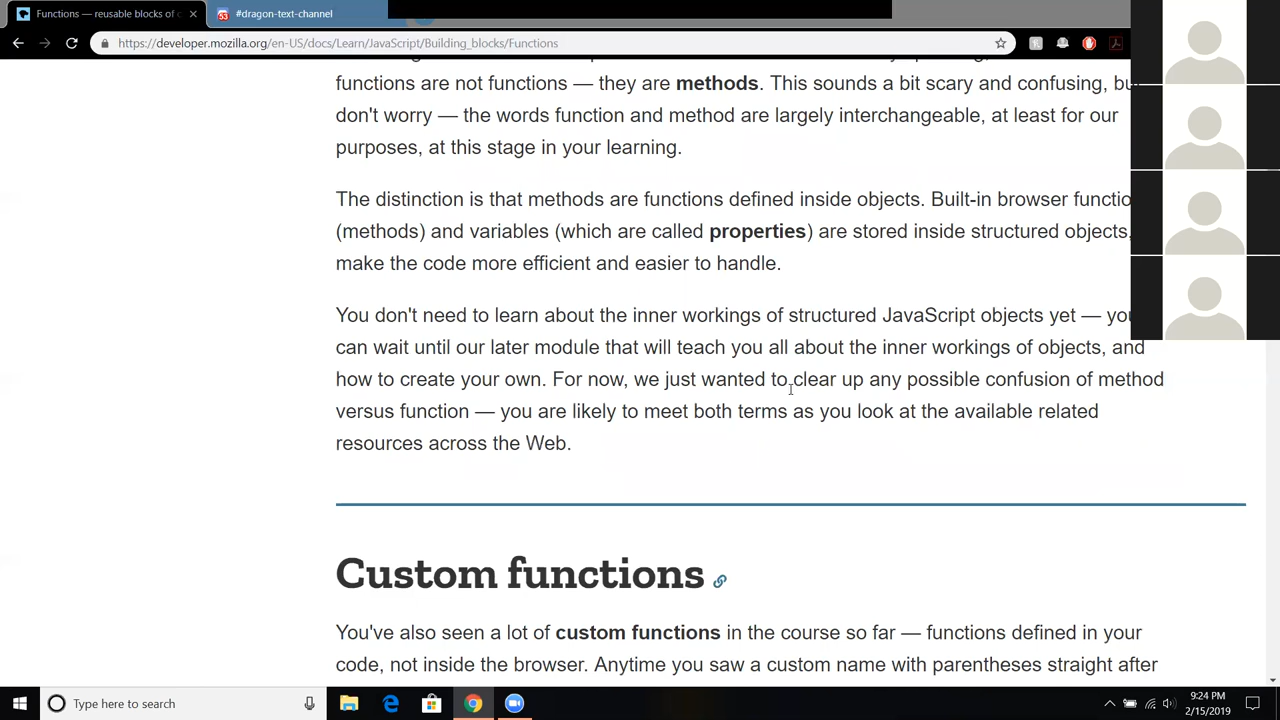 Functions — reusable blocks of c
#dragon-text-channel
53
https://developer.mozilla.org/en-US/docs/Learn/JavaScript/Building_blocks/Functions
functions are not functions — they are methods. This sounds a bit scary and confusing, but
don't worry — the words function and method are largely interchangeable, at least for our
purposes, at this stage in your learning.
The distinction is that methods are functions defined inside objects. Built-in browser functio
(methods) and variables (which are called properties) are stored inside structured objects,
make the code more efficient and easier to handle.
You don't need to learn about the inner workings of structured JavaScript objects yet — you
can wait until our later module that will teach you all about the inner workings of objects, and
how to create your own. For now, we just wanted to clear up any possible confusion of method
versus function — you are likely to meet both terms as you look at the available related
resources across the Web.
Custom functions
You've also seen a lot of custom functions in the course so far — functions defined in your
code, not inside the browser. Anytime you saw a custom name with parentheses straight after
Type here to search
9:24 PM
2/15/2019